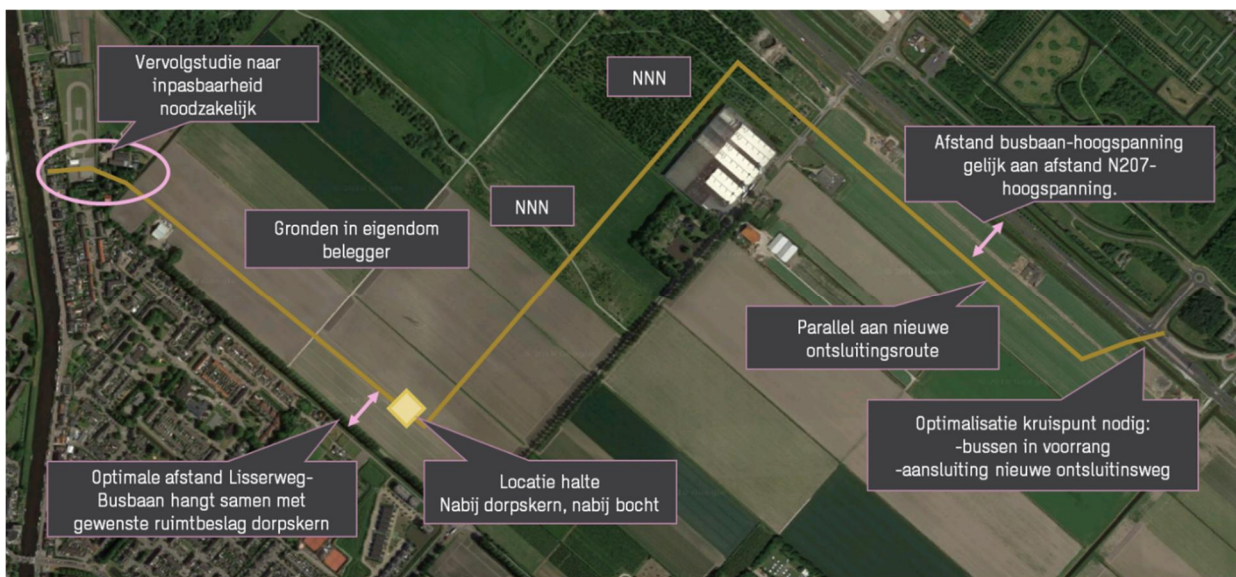 Vervolgstudie naar
inpasbaarheid
noodzakelijk
NNN
Afstand busbaan-hoogspanning
gelijk aan afstand N207-
hoogspanning.
NNN
Gronden in eigendom
belegger
Parallel aan nieuwe
ontsluitingsroute
Optimalisatie kruispunt nodig:
-bussen in voorrang
-aansluiting nieuwe ontsluitinsweg
Optimale afstand Lisserweg-
Busbaan hangt samen met
gewenste ruimtbeslag dorpskern
Locatie halte
Nabij dorpskern, nabij bocht